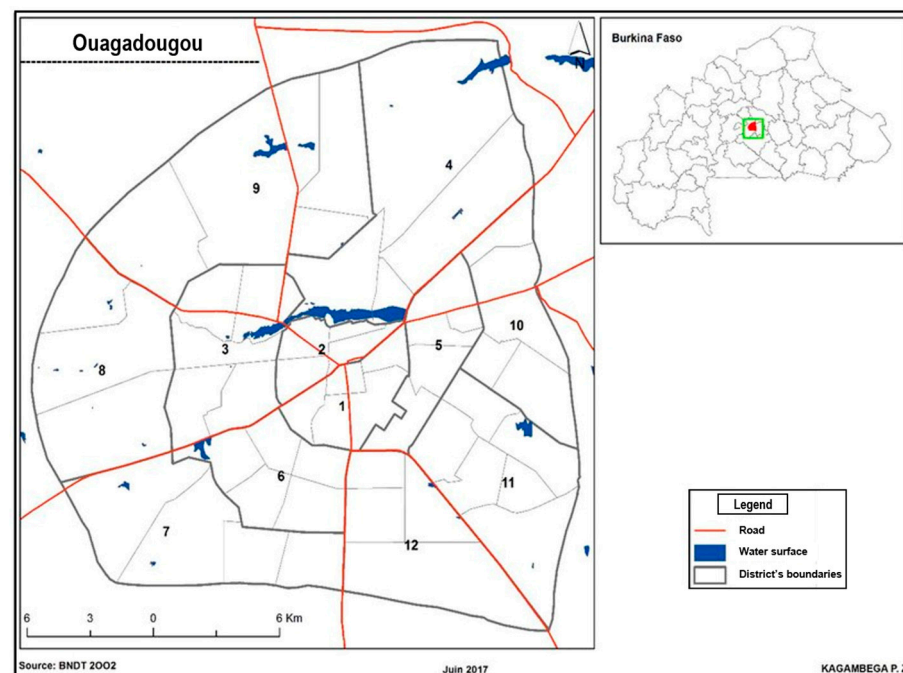 Ouagadougou
N
Burkina Faso
4
9
10
3
2
5
8
1
6
11
7
12
6 3 0 6 Km
Legend
Road
Water surface
District's boundaries
Source: BNDT 2OO2
Juin 2017
KAGAMBEGA P. Z